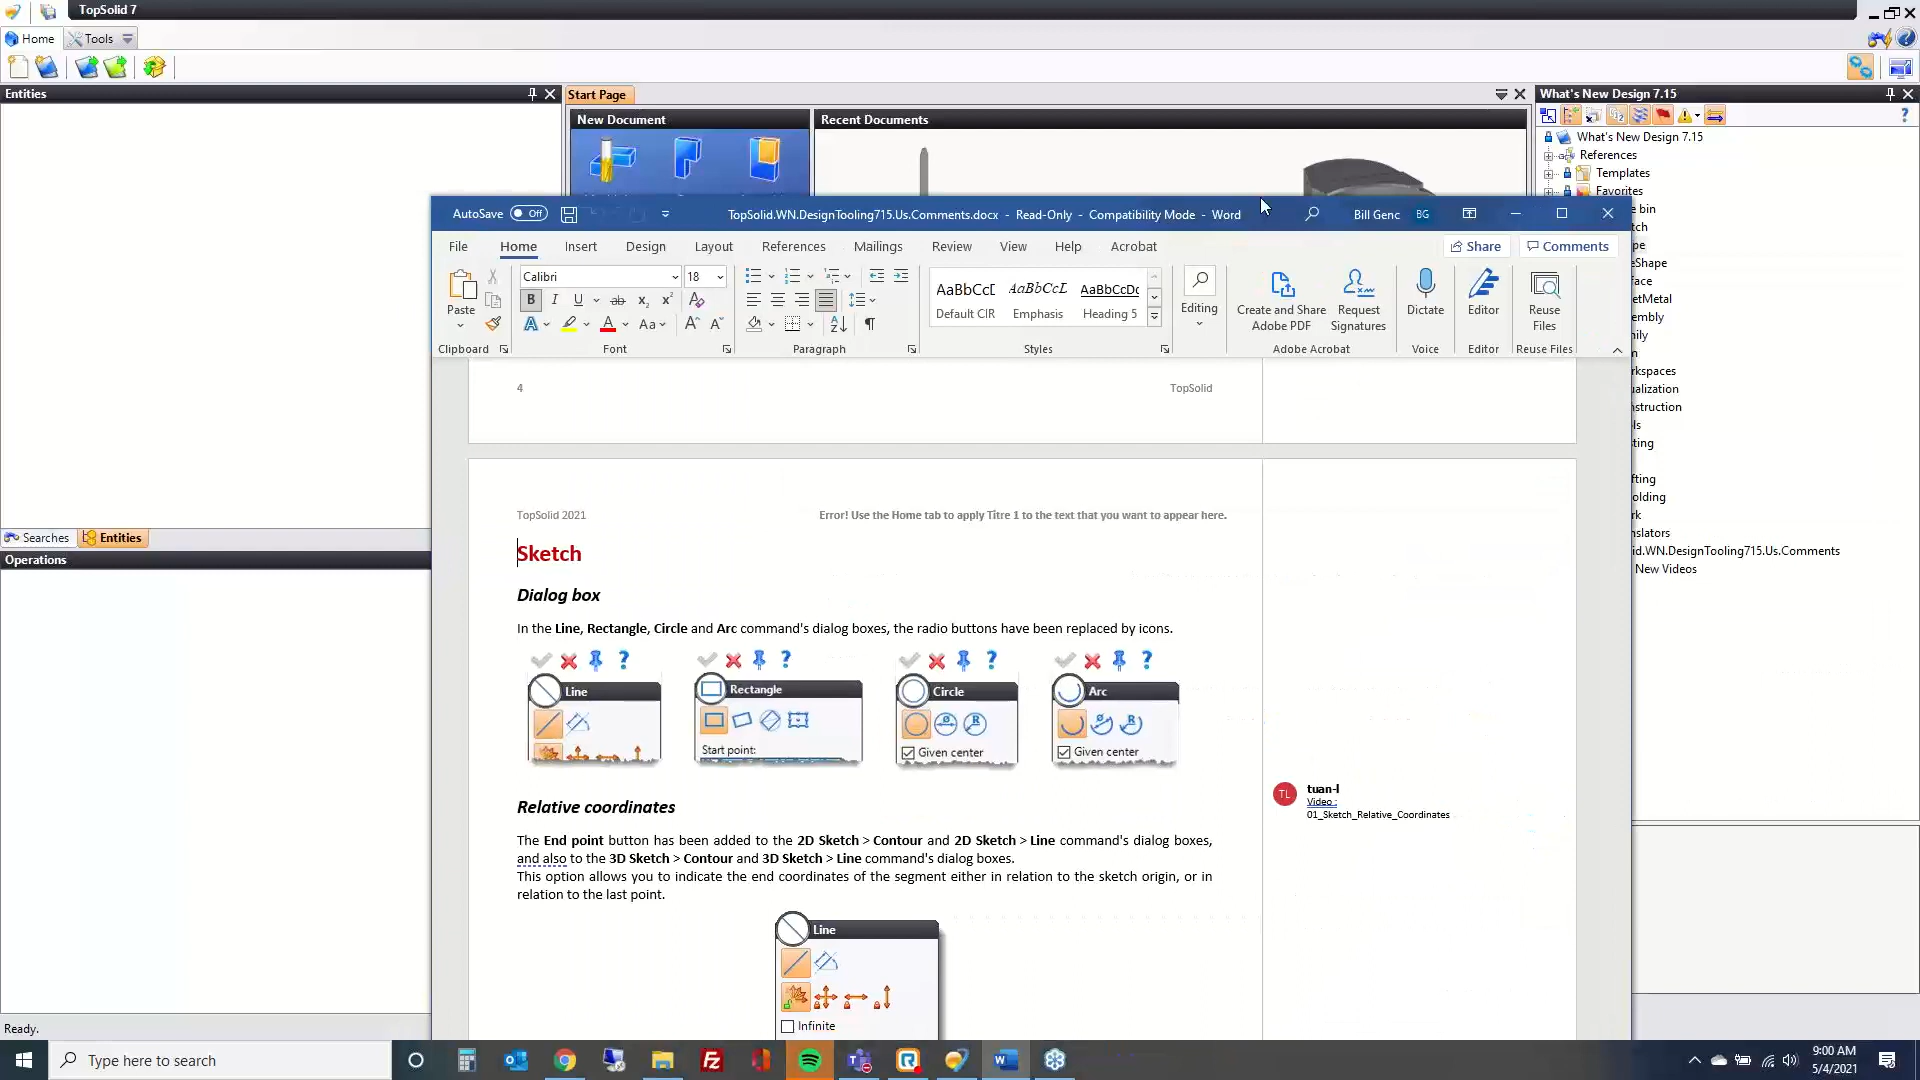 TopSolid 7
Home
Tools
Entities
Start Page
What's New Design 7.15
New Document
Recent Documents
What's New Design 7.15
References
Templates
Favorites
e bin
AutoSave Off
TopSolid.WN.DesignTooling715.Us.Comments.docx - Read-Only - Compatibility Mode - Word
Bill Genc BG
File Home Insert Design Layout References Mailings Review View Help Acrobat
Share
Comments
Calibri
18
Paste
AaBbCcD Default CIR
AaBbCcD Emphasis
AaBbCcDc Heading 5
Editing
Create and Share Adobe PDF
Request Signatures
Dictate
Editor
Reuse Files
Clipboard
Font
Paragraph
Styles
Adobe Acrobat
Voice
Editor
Reuse Files
4
TopSolid
TopSolid 2021
Error! Use the Home tab to apply Titre 1 to the text that you want to appear here.
Sketch
Dialog box
In the Line, Rectangle, Circle and Arc command's dialog boxes, the radio buttons have been replaced by icons.
Line
Rectangle
Circle
Arc
Start point:
Given center
Given center
Relative coordinates
The End point button has been added to the 2D Sketch > Contour and 2D Sketch > Line command's dialog boxes,
and also to the 3D Sketch > Contour and 3D Sketch > Line command's dialog boxes.
This option allows you to indicate the end coordinates of the segment either in relation to the sketch origin, or in
relation to the last point.
Line
Infinite
TL
tuan-l
Video :
01_Sketch_Relative_Coordinates
Searches
Entities
Operations
d.WN.DesignTooling715.Us.Comments
New Videos
Ready.
Type here to search
9:00 AM
5/4/2021